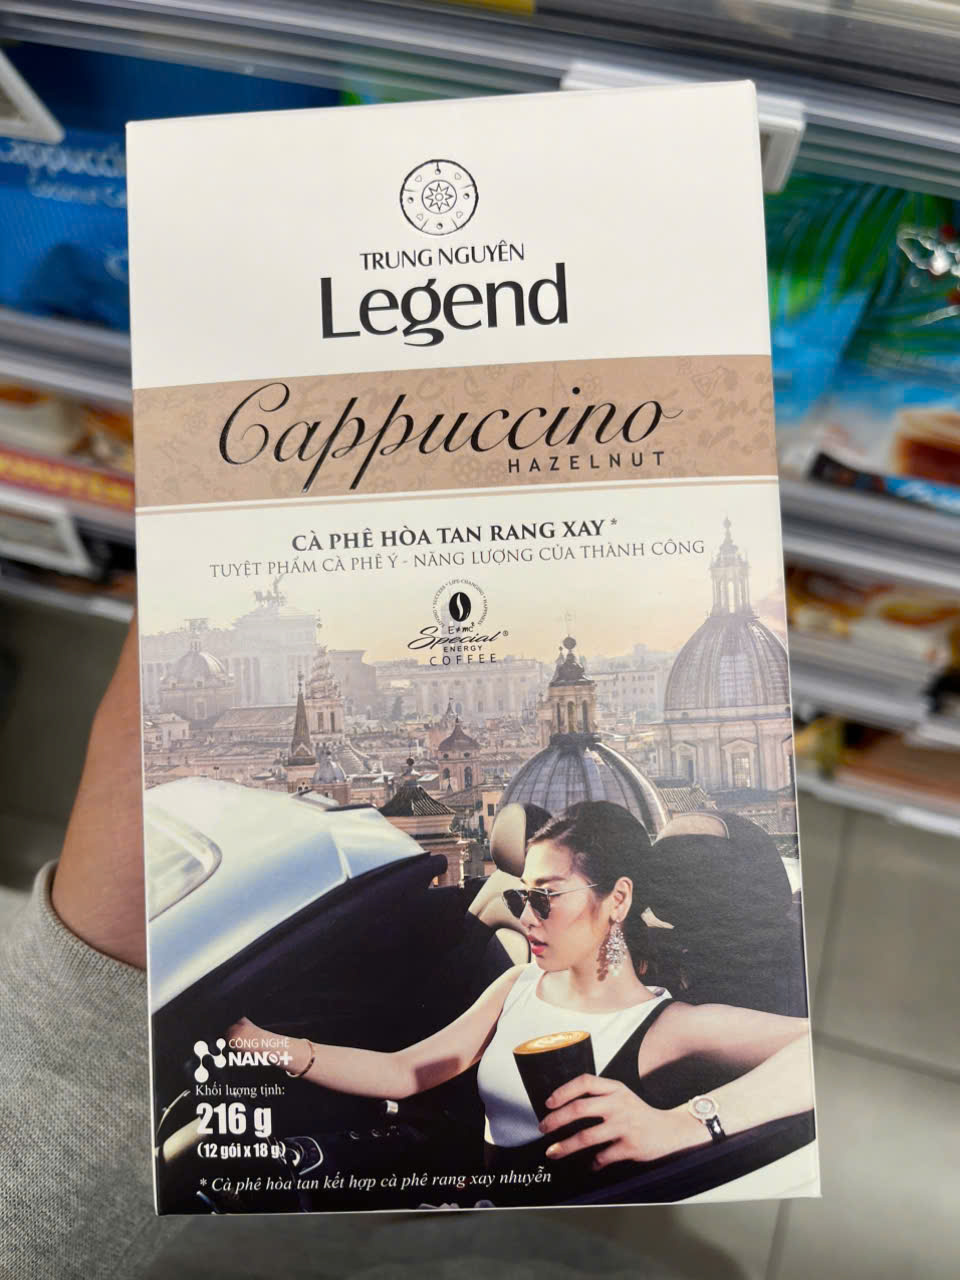 TRUNG NGUYÊN
Legend
Cappuccino
HAZELNUT
CÀ PHÊ HÒA TAN RANG XAY*
TUYỆT PHẨM CÀ PHÊ Ý - NĂNG LƯỢNG CỦA THÀNH CÔNG
E=mc³
Special®
ENERGY
COFFEE
CÔNG NGHỆ
NANO+
Khối lượng tịnh:
216 g
(12 gói x 18 g)
* Cà phê hòa tan kết hợp cà phê rang xay nhuyễn